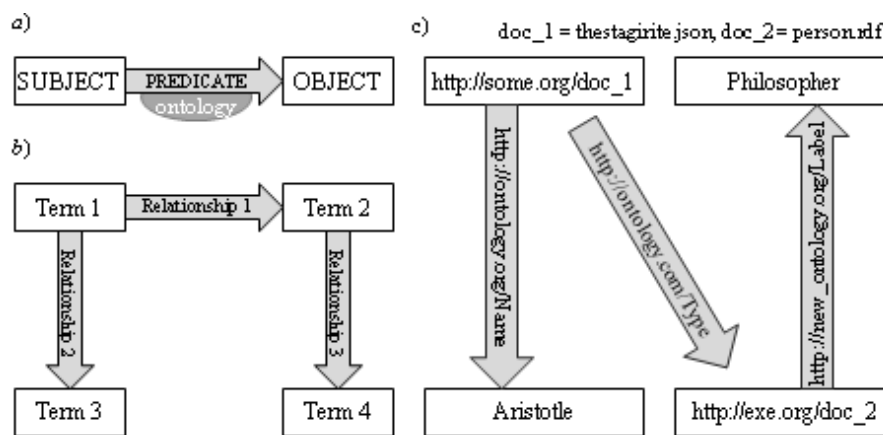 a)
SUBJECT
PREDICATE
ontology
OBJECT
b)
Term 1
Relationship 1
Term 2
Relationship 2
Relationship 3
Term 3
Term 4
c)
doc_1 = thestagirite.json, doc_2= person.rdf
http://some.org/doc_1
Philosopher
http://ontology.org/Name
http://ontology.com/Type
http://new_ontology.org/Label
Aristotle
http://exe.org/doc_2